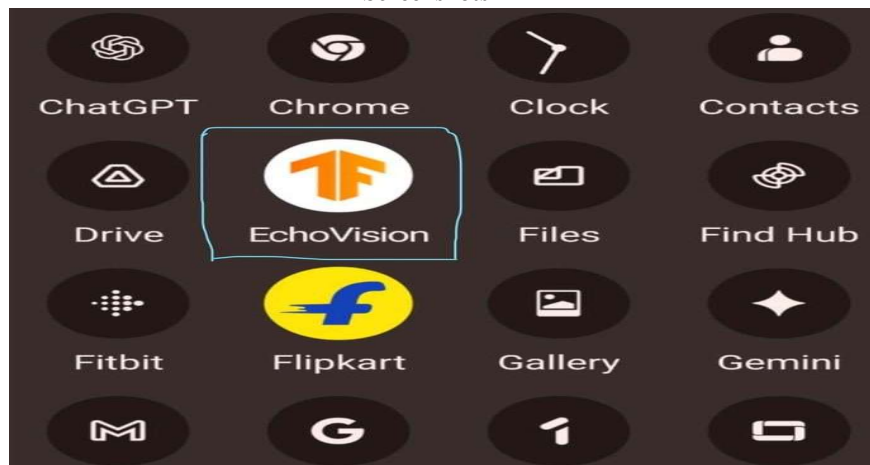 ChatGPT Chrome Clock Contacts
Drive EchoVision Files Find Hub
Fitbit Flipkart Gallery Gemini